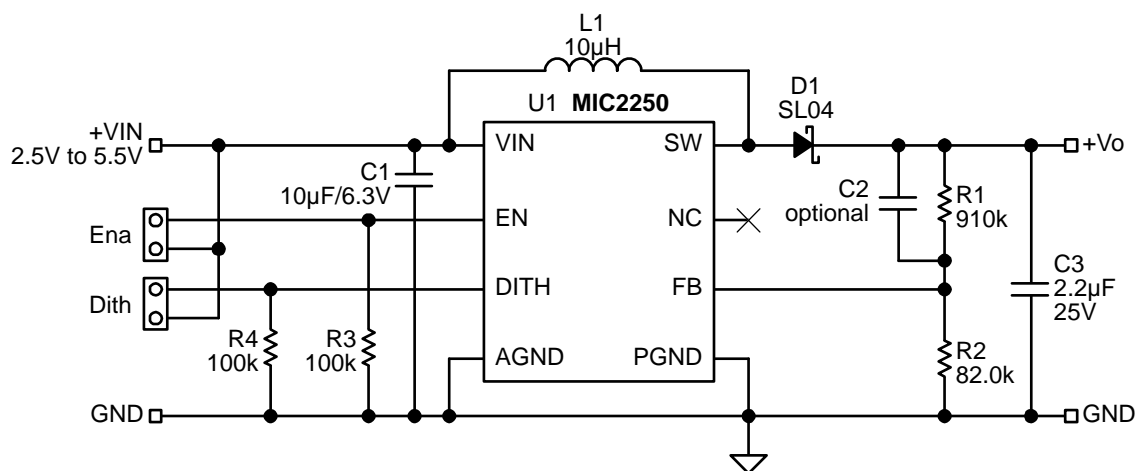 L1
10µH
U1 MIC2250
D1
SL04
+VIN
2.5V to 5.5V
VIN
SW
+Vo
C1
10µF/6.3V
C2
optional
R1
910k
Ena
EN
NC
Dith
DITH
FB
C3
2.2µF
25V
R4
100k
R3
100k
AGND
PGND
R2
82.0k
GND
GND